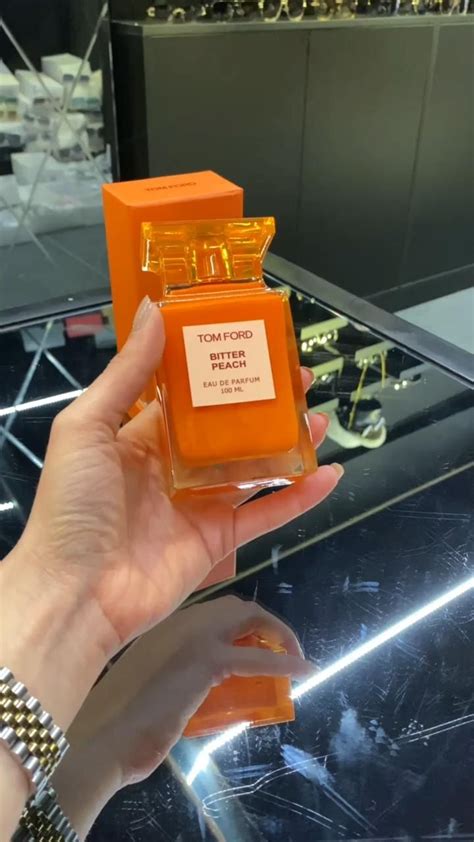 TOM FORD
TOM FORD
BITTER
PEACH
EAU DE PARFUM
100 ML